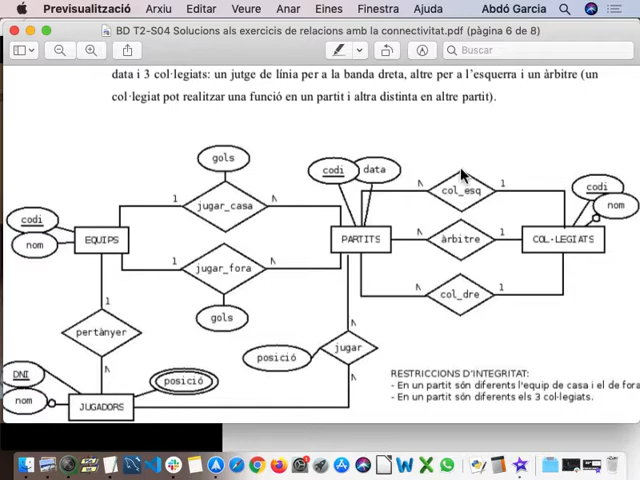 Previsualització Arxiu Editar Veure Anar Eines Finestra Ajuda Abdó Garcia
BD T2-S04 Solucions als exercicis de relacions amb la connectivitat.pdf (pàgina 6 de 8)
Buscar
data i 3 col·legiats: un jutge de línia per a la banda dreta, altre per a l'esquerra i un àrbitre (un
col·legiat pot realitzar una funció en un partit i altra distinta en altre partit).
gols
codi data
col_esq
N 1
codi
nom
1 jugar_casa N
codi
nom
EQUIPS
PARTITS
N àrbitre 1
COL·LEGIATS
1 jugar_fora N
gols
N col_dre 1
1
pertànyer
N
N
jugar
posició
N
DNI
nom
posició
JUGADORS
RESTRICCIONS D'INTEGRITAT:
- En un partit són diferents l'equip de casa i el de fora
- En un partit són diferents els 3 col·legiats.